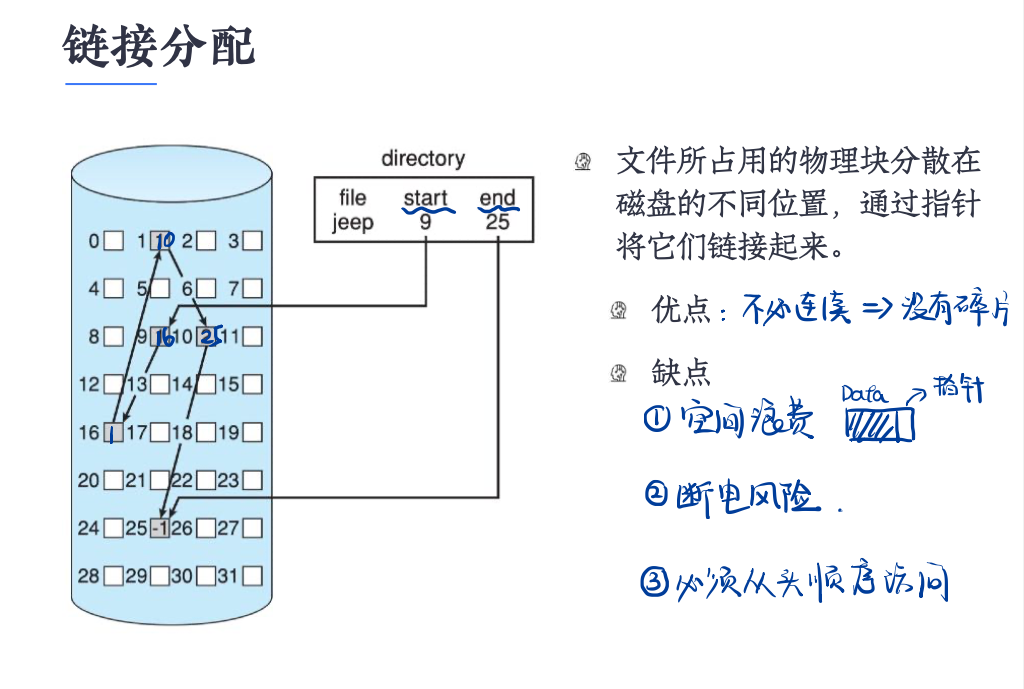 链接分配
directory
file start end
jeep 9 25
0 1 10 2 3
4 5 6 7
8 9 16 10 25 11
12 13 14 15
16 1 17 18 19
20 21 22 23
24 25 -1 26 27
28 29 30 31
文件所占用的物理块分散在
磁盘的不同位置，通过指针
将它们链接起来。
优点：不必连续 => 没有碎片
缺点
① 空间浪费 Data 指针
② 断电风险.
③ 必须从头顺序访问